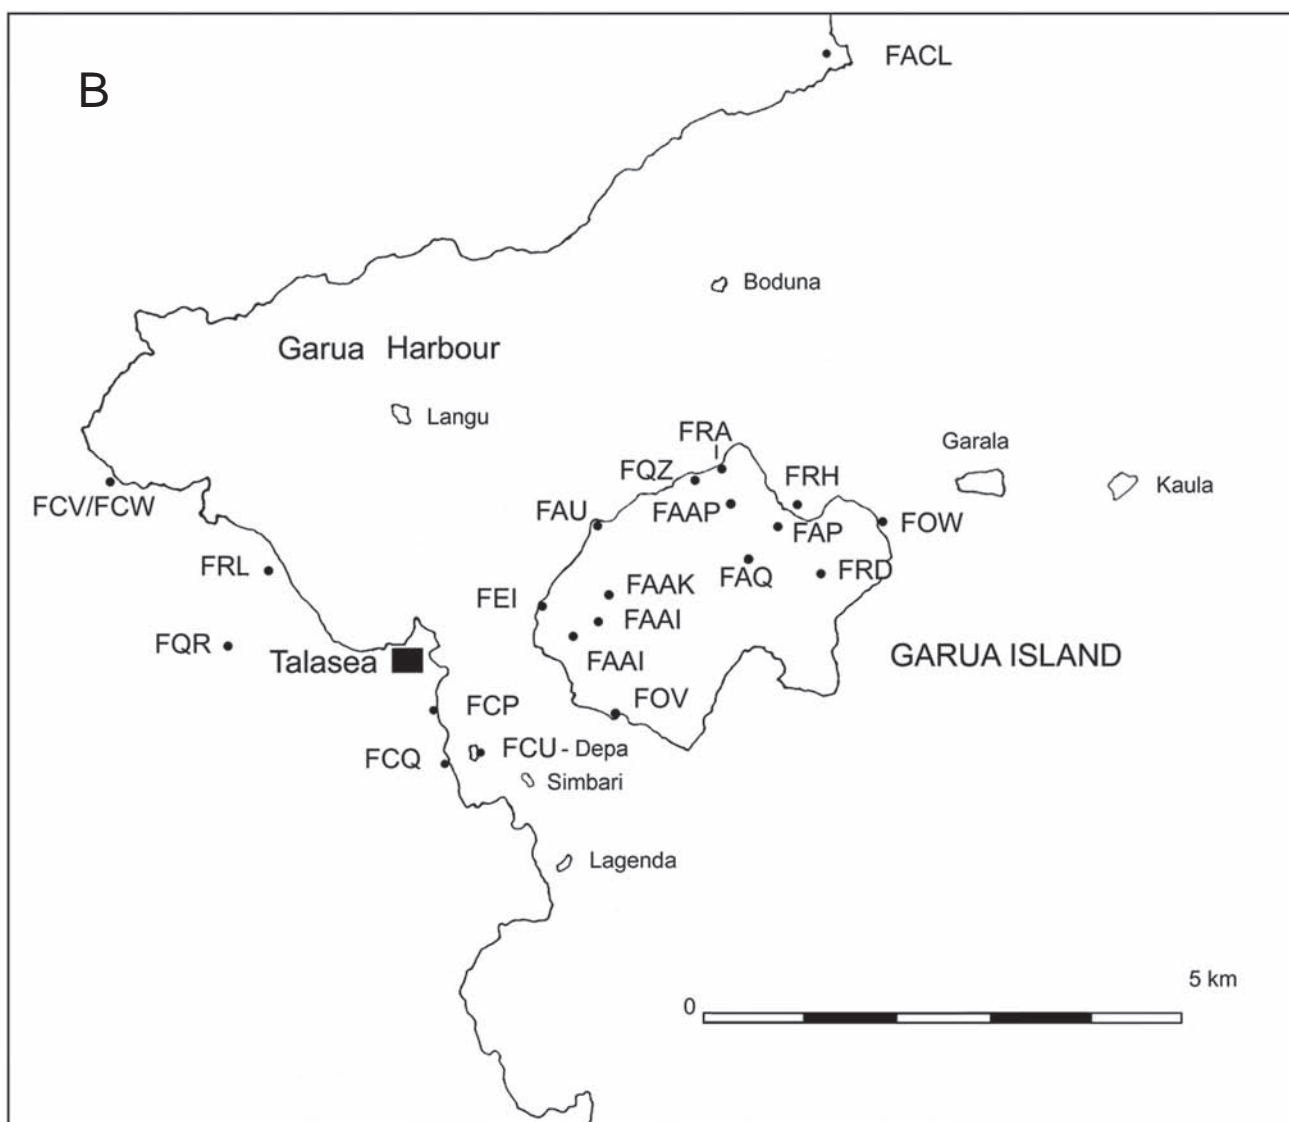 B
FACL
Boduna
Garua Harbour
Langu
FRA
Garala
FQZ
FRH
Kaula
FCV/FCW
FAU
FAAP
FAP
FOW
FRL
FAQ
FRD
FAAK
FEI
FAAI
FQR
Talasea
FAAI
GARUA ISLAND
FOV
FCP
FCU - Depa
FCQ
Simbari
Lagenda
5 km
0